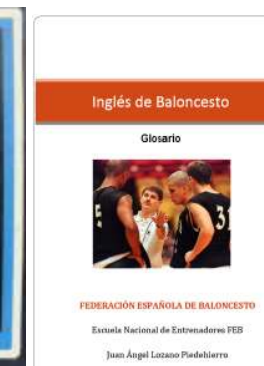 Inglés de Baloncesto
Glosario
FEDERACIÓN ESPAÑOLA DE BALONCESTO
Escuela Nacional de Entrenadores FEB
Juan Ángel Lozano Piedehierro